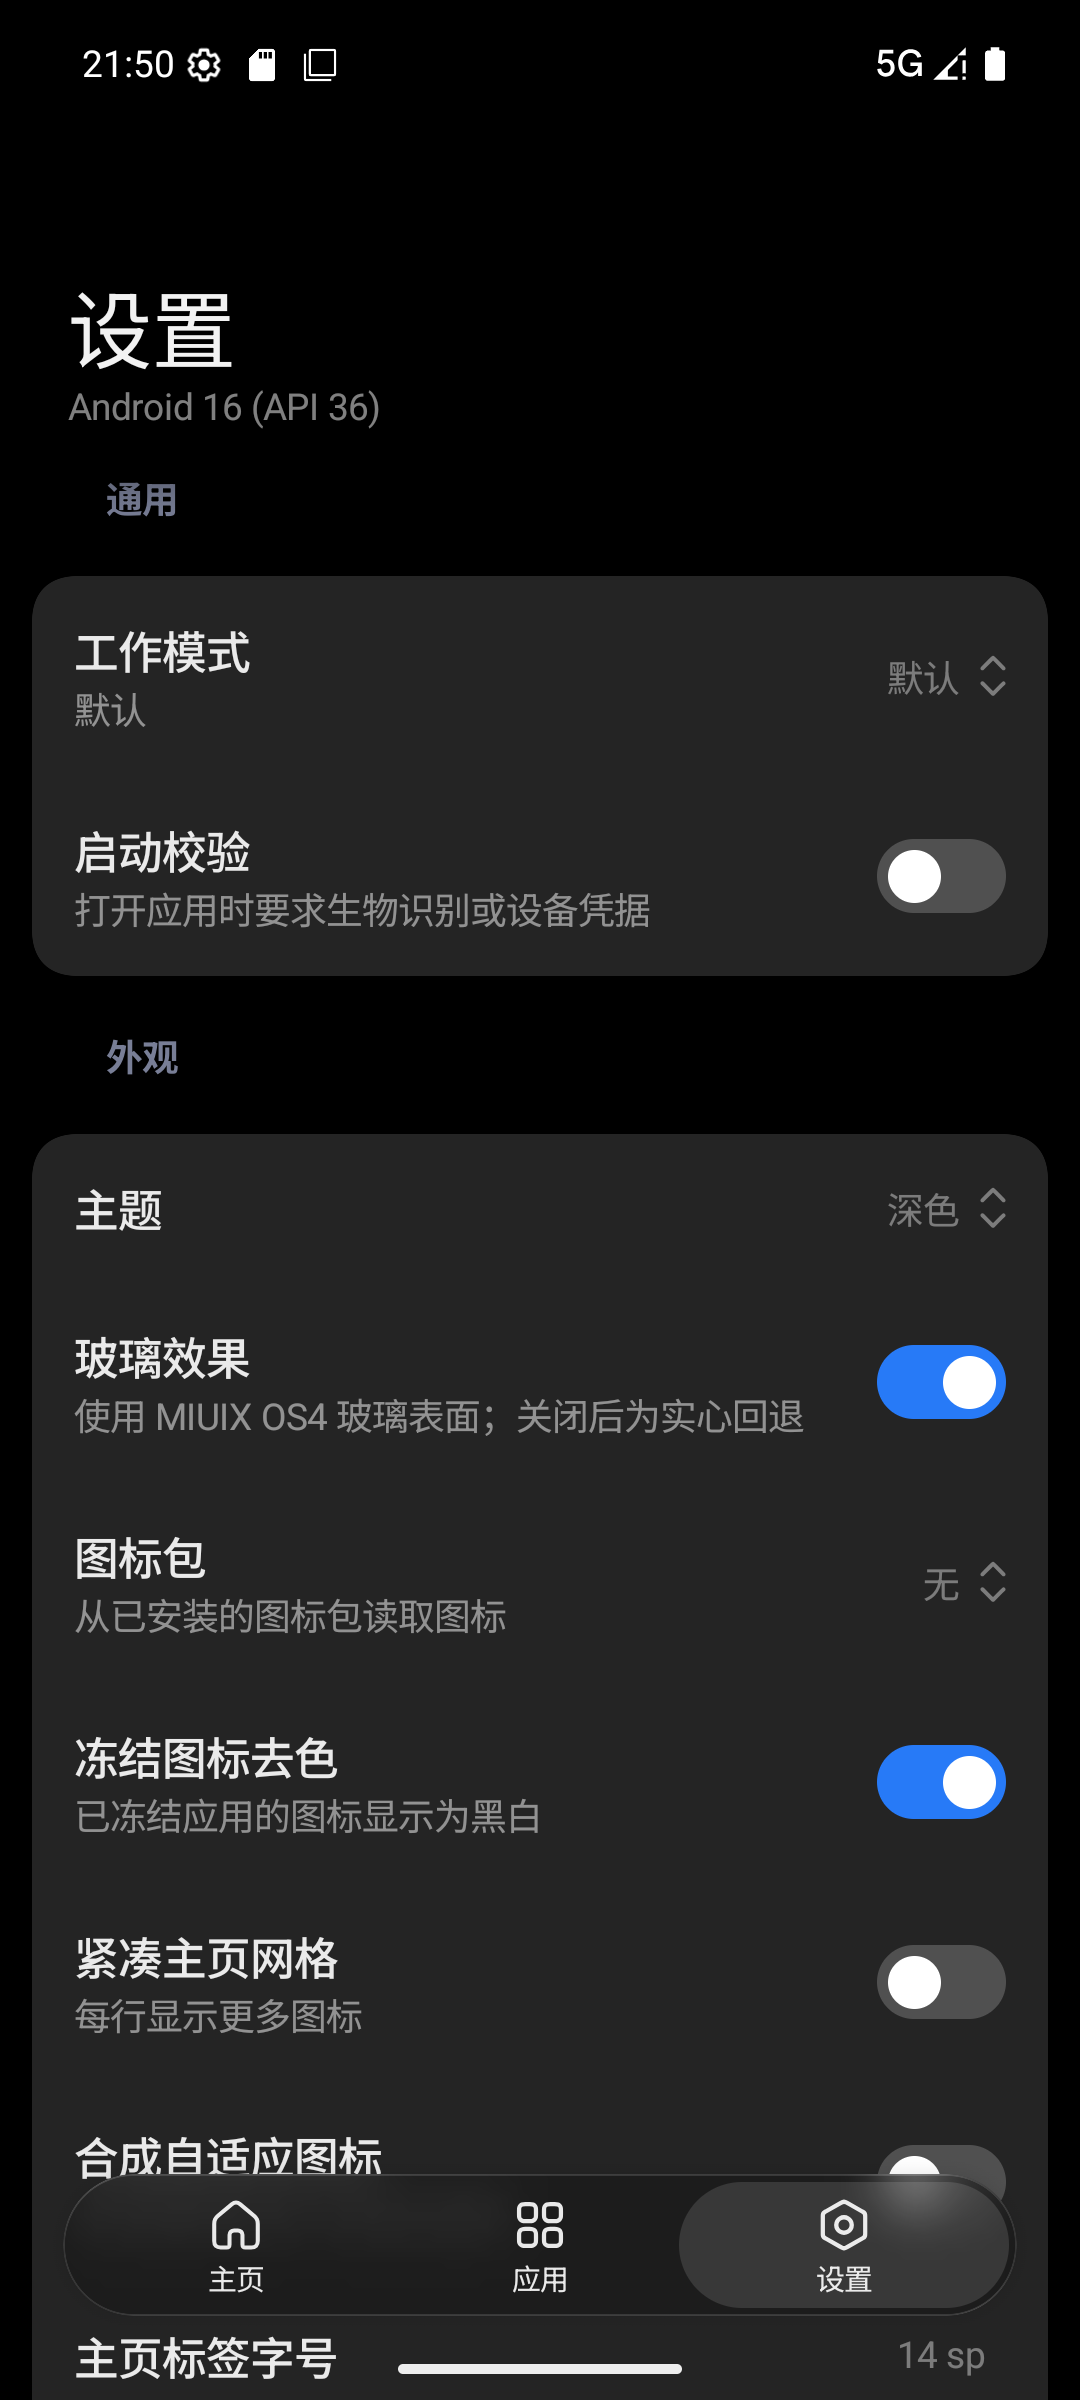 21:50
5G
设置
Android 16 (API 36)
通用
工作模式
默认
默认
启动校验
打开应用时要求生物识别或设备凭据
外观
主题
深色
玻璃效果
使用 MIUIX OS4 玻璃表面；关闭后为实心回退
图标包
从已安装的图标包读取图标
无
冻结图标去色
已冻结应用的图标显示为黑白
紧凑主页网格
每行显示更多图标
合成自适应图标
主页
应用
设置
主页标签字号
14 sp